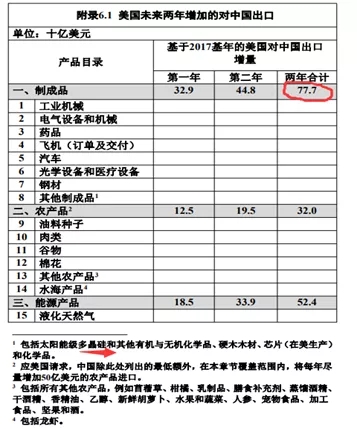 附录6.1 美国未来两年增加的对中国出口
单位：十亿美元
产品目录 基于2017基年的美国对中国出口增量
第一年 第二年 两年合计
一、制成品 32.9 44.8 77.7
1 工业机械
2 电气设备和机械
3 药品
4 飞机（订单及交付）
5 汽车
6 光学设备和医疗设备
7 钢材
8 其他制成品1
二、农产品2 12.5 19.5 32.0
9 油料种子
10 肉类
11 谷物
12 棉花
13 其他农产品3
14 水海产品4
三、能源产品 18.5 33.9 52.4
15 液化天然气
1 包括太阳能级多晶硅和其他有机与无机化学品、硬木木材、芯片（在美生产）
和化学品。
2 应美国请求，中国除此处列出的最低额外，在本章节覆盖范围内，将每年尽
量增加50亿美元的农产品进口。
3 包括所有其他农产品，例如苜蓿草、柑橘、乳制品、膳食补充剂、蒸馏酒精、
干酒糟、香精油、乙醇、新鲜胡萝卜、水果和蔬菜、人参、宠物食品、加工
食品、坚果和酒。
4 包括龙虾。